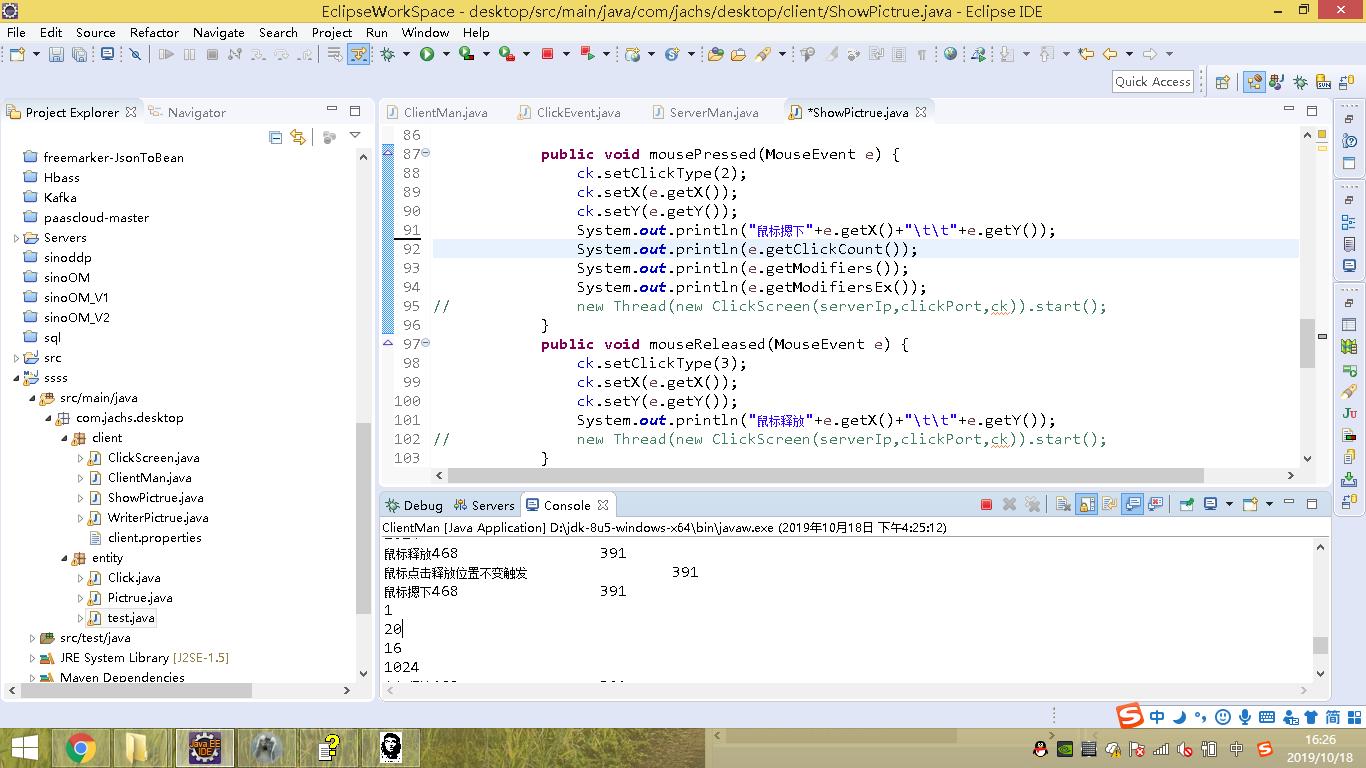 EclipseWorkSpace - desktop/src/main/java/com/jachs/desktop/client/ShowPictrue.java - Eclipse IDE
File Edit Source Refactor Navigate Search Project Run Window Help
Quick Access
Project Explorer Navigator
freemarker-JsonToBean
Hbass
Kafka
paascloud-master
Servers
sinoddp
sinoOM
sinoOM_V1
sinoOM_V2
sql
src
ssss
src/main/java
com.jachs.desktop
client
ClickScreen.java
ClientMan.java
ShowPictrue.java
WriterPictrue.java
client.properties
entity
Click.java
Pictrue.java
test.java
src/test/java
JRE System Library [J2SE-1.5]
Maven Dependencies
ClientMan.java ClickEvent.java ServerMan.java *ShowPictrue.java
86
87 public void mousePressed(MouseEvent e) {
88 ck.setClickType(2);
89 ck.setX(e.getX());
90 ck.setY(e.getY());
91 System.out.println("鼠标摁下"+e.getX()+"\t\t"+e.getY());
92 System.out.println(e.getClickCount());
93 System.out.println(e.getModifiers());
94 System.out.println(e.getModifiersEx());
95 // new Thread(new ClickScreen(serverIp,clickPort,ck)).start();
96 }
97 public void mouseReleased(MouseEvent e) {
98 ck.setClickType(3);
99 ck.setX(e.getX());
100 ck.setY(e.getY());
101 System.out.println("鼠标释放"+e.getX()+"\t\t"+e.getY());
102 // new Thread(new ClickScreen(serverIp,clickPort,ck)).start();
103 }
Debug Servers Console
ClientMan [Java Application] D:\jdk-8u5-windows-x64\bin\javaw.exe (2019年10月18日 下午4:25:12)
鼠标释放468 391
鼠标点击释放位置不变触发 391
鼠标摁下468 391
1
20
16
1024
中 简
Java EE
IDE
中
16:26
2019/10/18